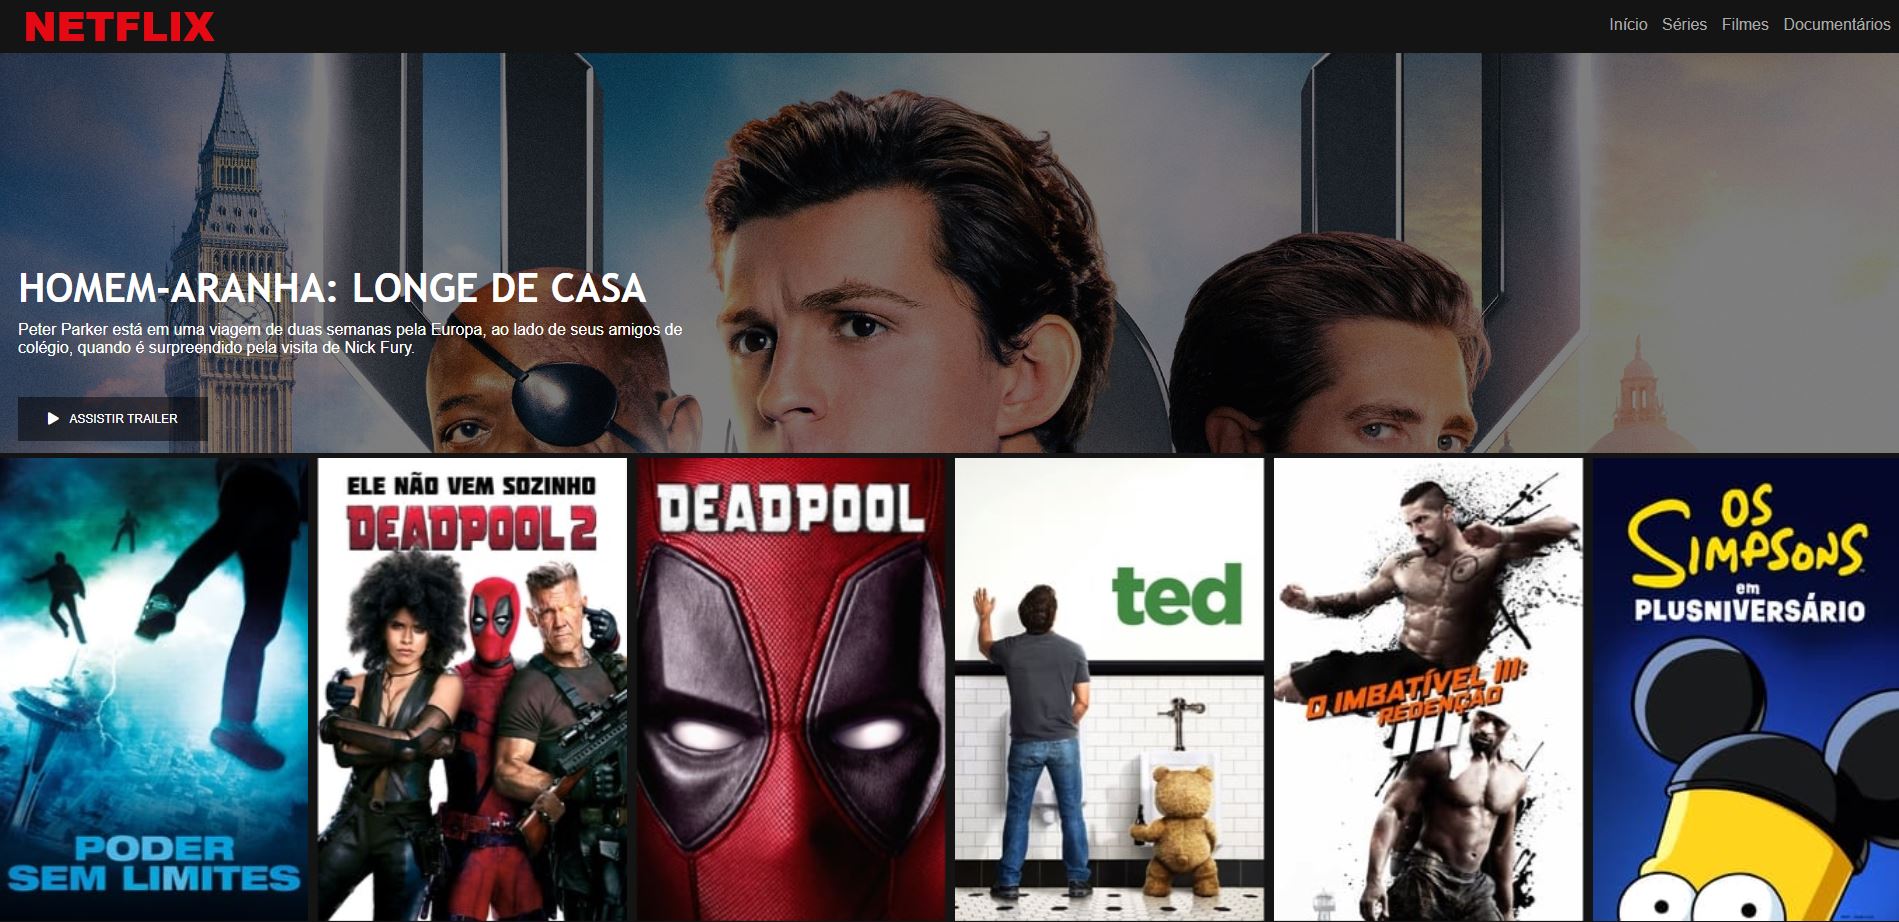 NETFLIX
Início Séries Filmes Documentários
HOMEM-ARANHA: LONGE DE CASA
Peter Parker está em uma viagem de duas semanas pela Europa, ao lado de seus amigos de
colégio, quando é surpreendido pela visita de Nick Fury.
ASSISTIR TRAILER
PODER
SEM LIMITES
ELE NÃO VEM SOZINHO
DEADPOOL 2
DEADPOOL
ted
O IMBATÍVEL III:
REDENÇÃO
III
OS
SIMPSONS
em
PLUSNIVERSÁRIO